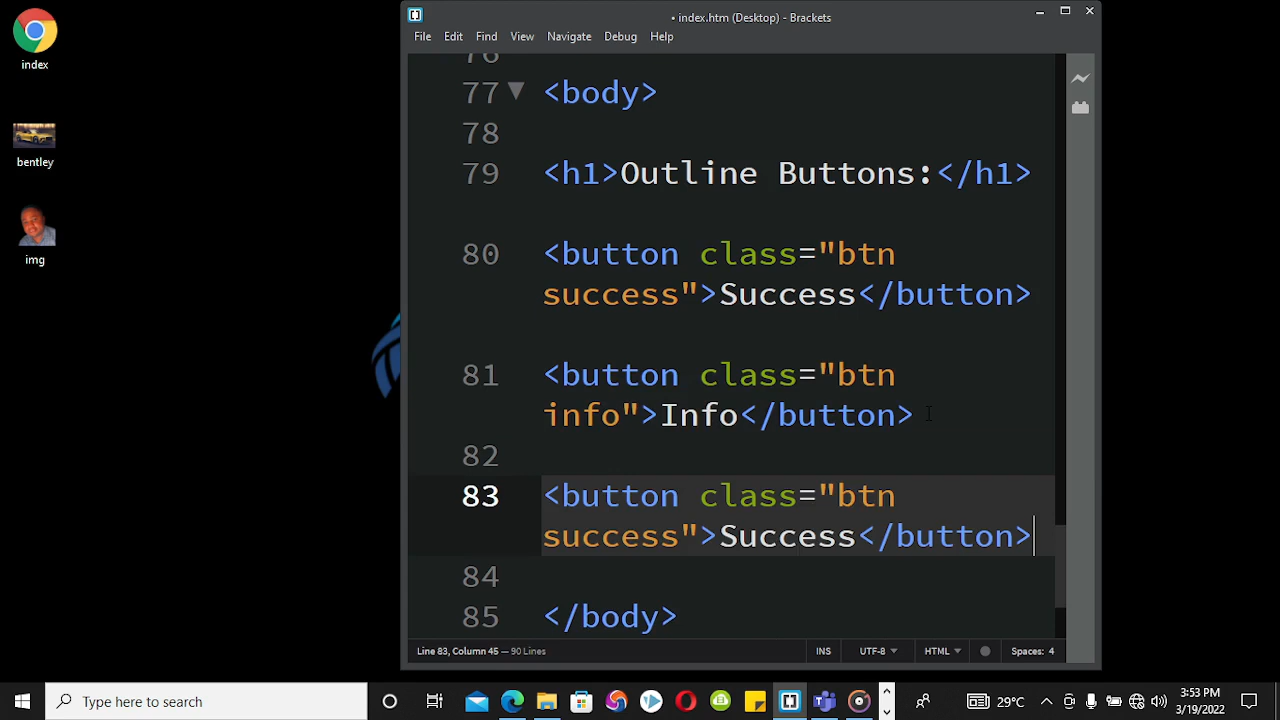 index
bentley
img
• index.htm (Desktop) - Brackets
File Edit Find View Navigate Debug Help
76
77 <body>
78
79 <h1>Outline Buttons:</h1>
80 <button class="btn
success">Success</button>
81 <button class="btn
info">Info</button>
82
83 <button class="btn
success">Success</button>
84
85 </body>
Line 83, Column 45 — 90 Lines
INS UTF-8 HTML Spaces: 4
Type here to search
29°C
3:53 PM
3/19/2022